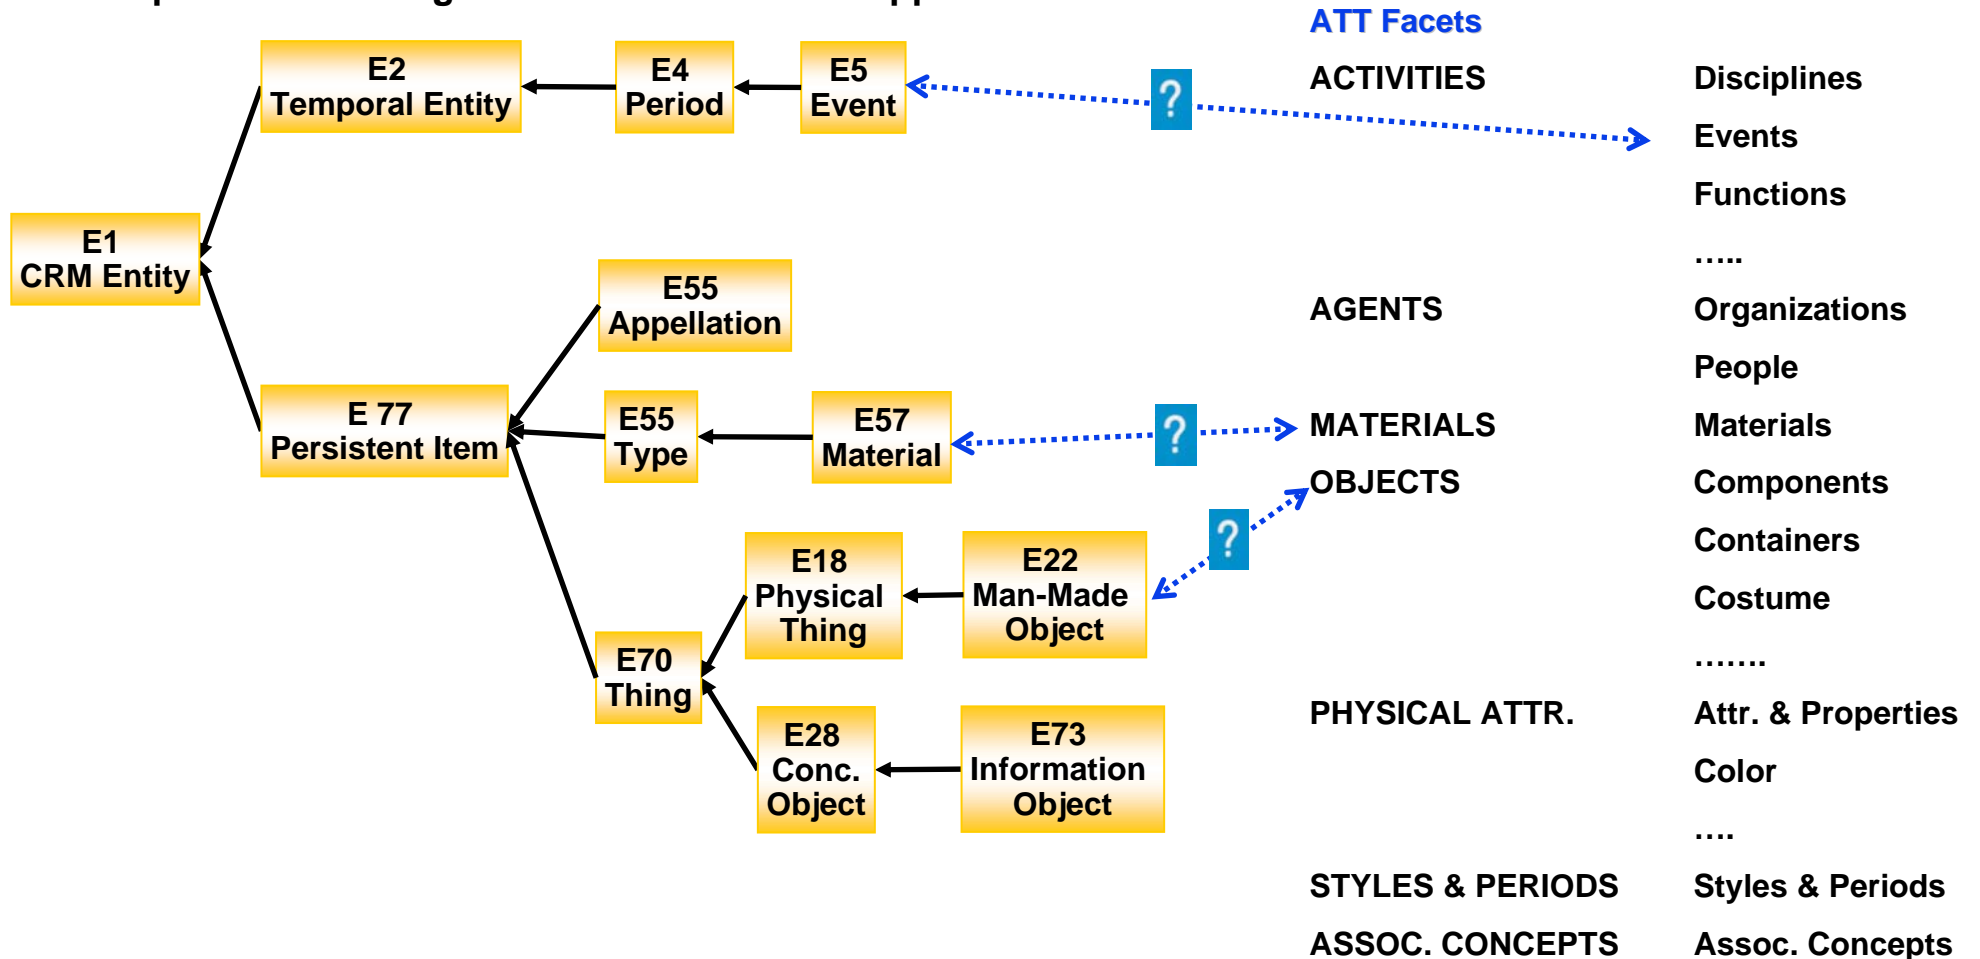 ATT Facets
E2
Temporal Entity
E4
Period
E5
Event
?
ACTIVITIES
Disciplines
Events
Functions
…..
E1
CRM Entity
E55
Appellation
AGENTS
Organizations
People
E 77
Persistent Item
E55
Type
E57
Material
?
MATERIALS
Materials
OBJECTS
Components
?
Containers
Costume
…….
E18
Physical
Thing
E22
Man-Made
Object
E70
Thing
E28
Conc.
Object
E73
Information
Object
PHYSICAL ATTR.
Attr. & Properties
Color
….
STYLES & PERIODS
Styles & Periods
ASSOC. CONCEPTS
Assoc. Concepts